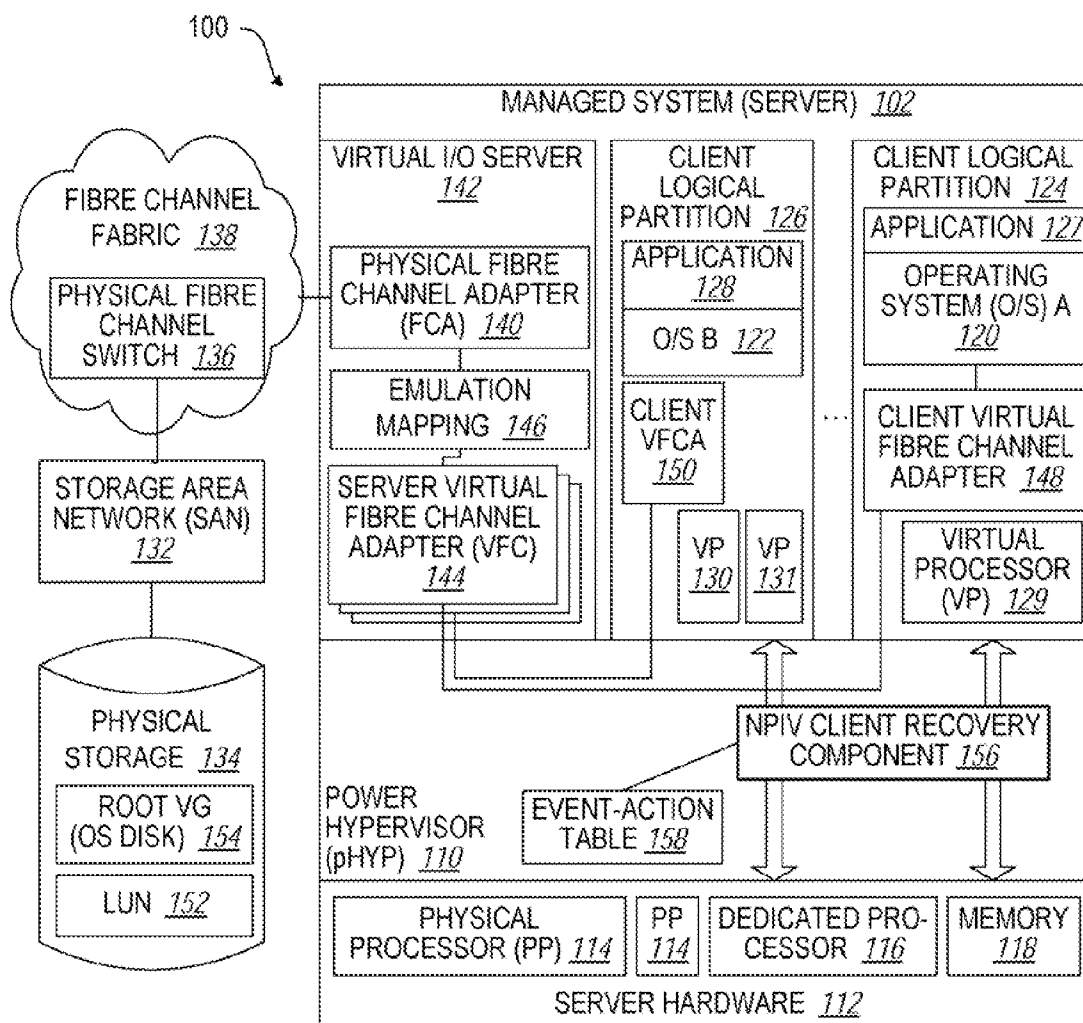 100
MANAGED SYSTEM (SERVER) 102
FIBRE CHANNEL
FABRIC 138
PHYSICAL FIBRE
CHANNEL
SWITCH 136
STORAGE AREA
NETWORK (SAN)
132
PHYSICAL
STORAGE 134
ROOT VG
(OS DISK) 154
LUN 152
VIRTUAL I/O SERVER
142
PHYSICAL FIBRE
CHANNEL ADAPTER
(FCA) 140
EMULATION
MAPPING 146
SERVER VIRTUAL
FIBRE CHANNEL
ADAPTER (VFC)
144
CLIENT
LOGICAL
PARTITION 126
APPLICATION
128
O/S B 122
CLIENT
VFCA
150
VP
130
VP
131
...
CLIENT LOGICAL
PARTITION 124
APPLICATION 127
OPERATING
SYSTEM (O/S) A
120
CLIENT VIRTUAL
FIBRE CHANNEL
ADAPTER 148
VIRTUAL
PROCESSOR
(VP) 129
NPIV CLIENT RECOVERY
COMPONENT 156
EVENT-ACTION
TABLE 158
POWER
HYPERVISOR
(pHYP) 110
PHYSICAL
PROCESSOR (PP) 114
PP
114
DEDICATED PRO-
CESSOR 116
MEMORY
118
SERVER HARDWARE 112